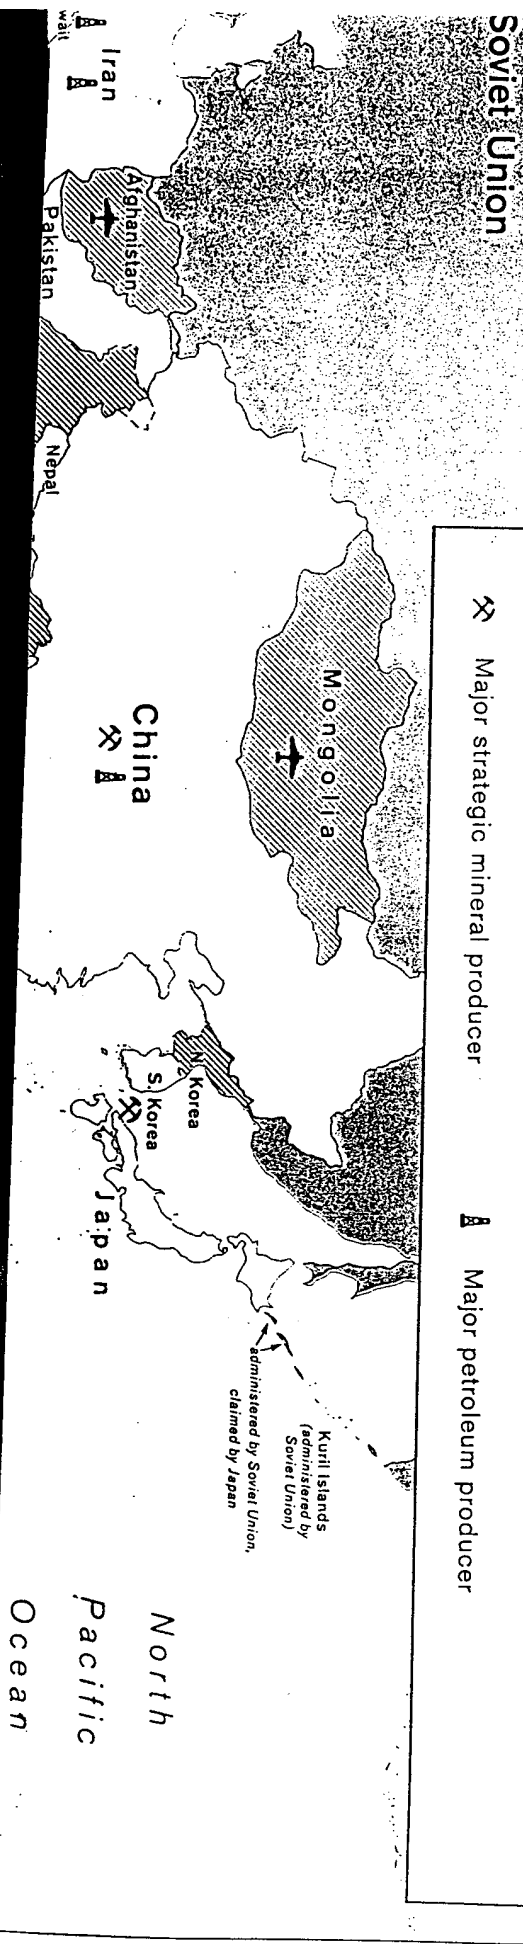 Soviet Union
Major strategic mineral producer
Major petroleum producer
wait
Iran
Afghanistan
Pakistan
Nepal
Mongolia
China
N. Korea
S. Korea
Japan
Kuril Islands
(administered by
Soviet Union)
administered by Soviet Union,
claimed by Japan
North
Pacific
Ocean